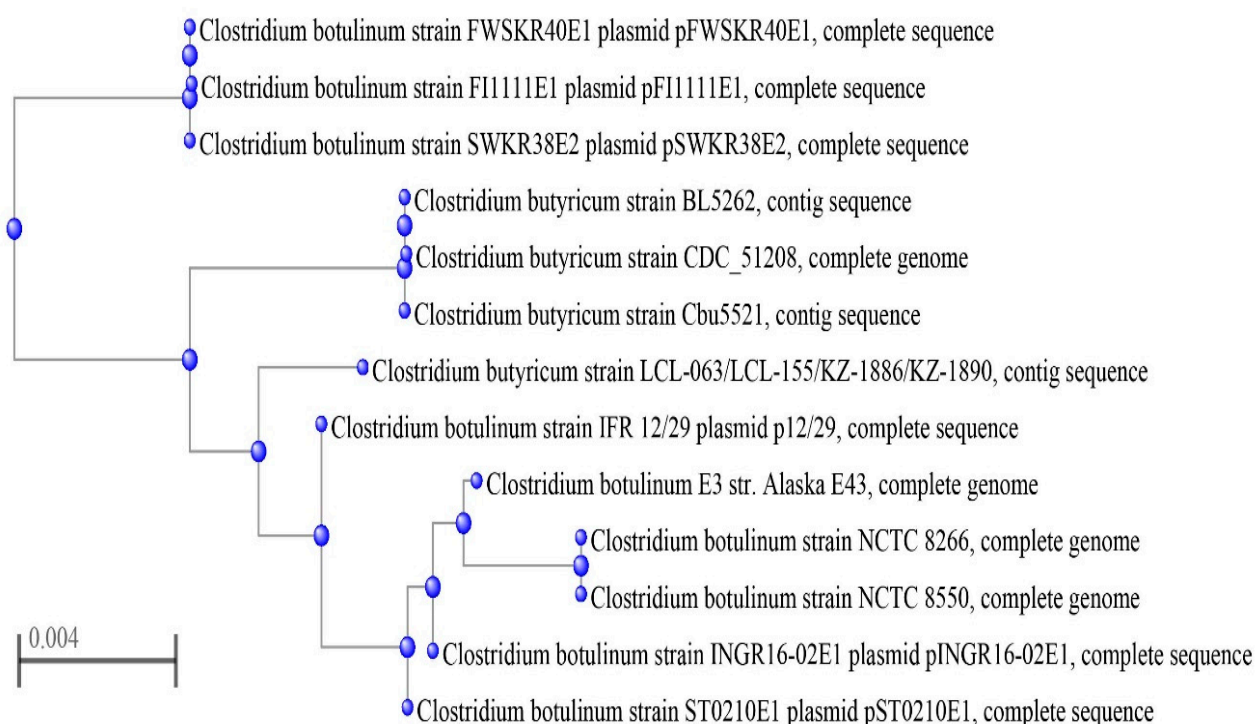 Clostridium botulinum strain FWSKR40E1 plasmid pFWSKR40E1, complete sequence
Clostridium botulinum strain FI1111E1 plasmid pFI1111E1, complete sequence
Clostridium botulinum strain SWKR38E2 plasmid pSWKR38E2, complete sequence
Clostridium butyricum strain BL5262, contig sequence
Clostridium butyricum strain CDC_51208, complete genome
Clostridium butyricum strain Cbu5521, contig sequence
Clostridium butyricum strain LCL-063/LCL-155/KZ-1886/KZ-1890, contig sequence
Clostridium botulinum strain IFR 12/29 plasmid p12/29, complete sequence
Clostridium botulinum E3 str. Alaska E43, complete genome
Clostridium botulinum strain NCTC 8266, complete genome
Clostridium botulinum strain NCTC 8550, complete genome
0.004
Clostridium botulinum strain INGR16-02E1 plasmid pINGR16-02E1, complete sequence
Clostridium botulinum strain ST0210E1 plasmid pST0210E1, complete sequence